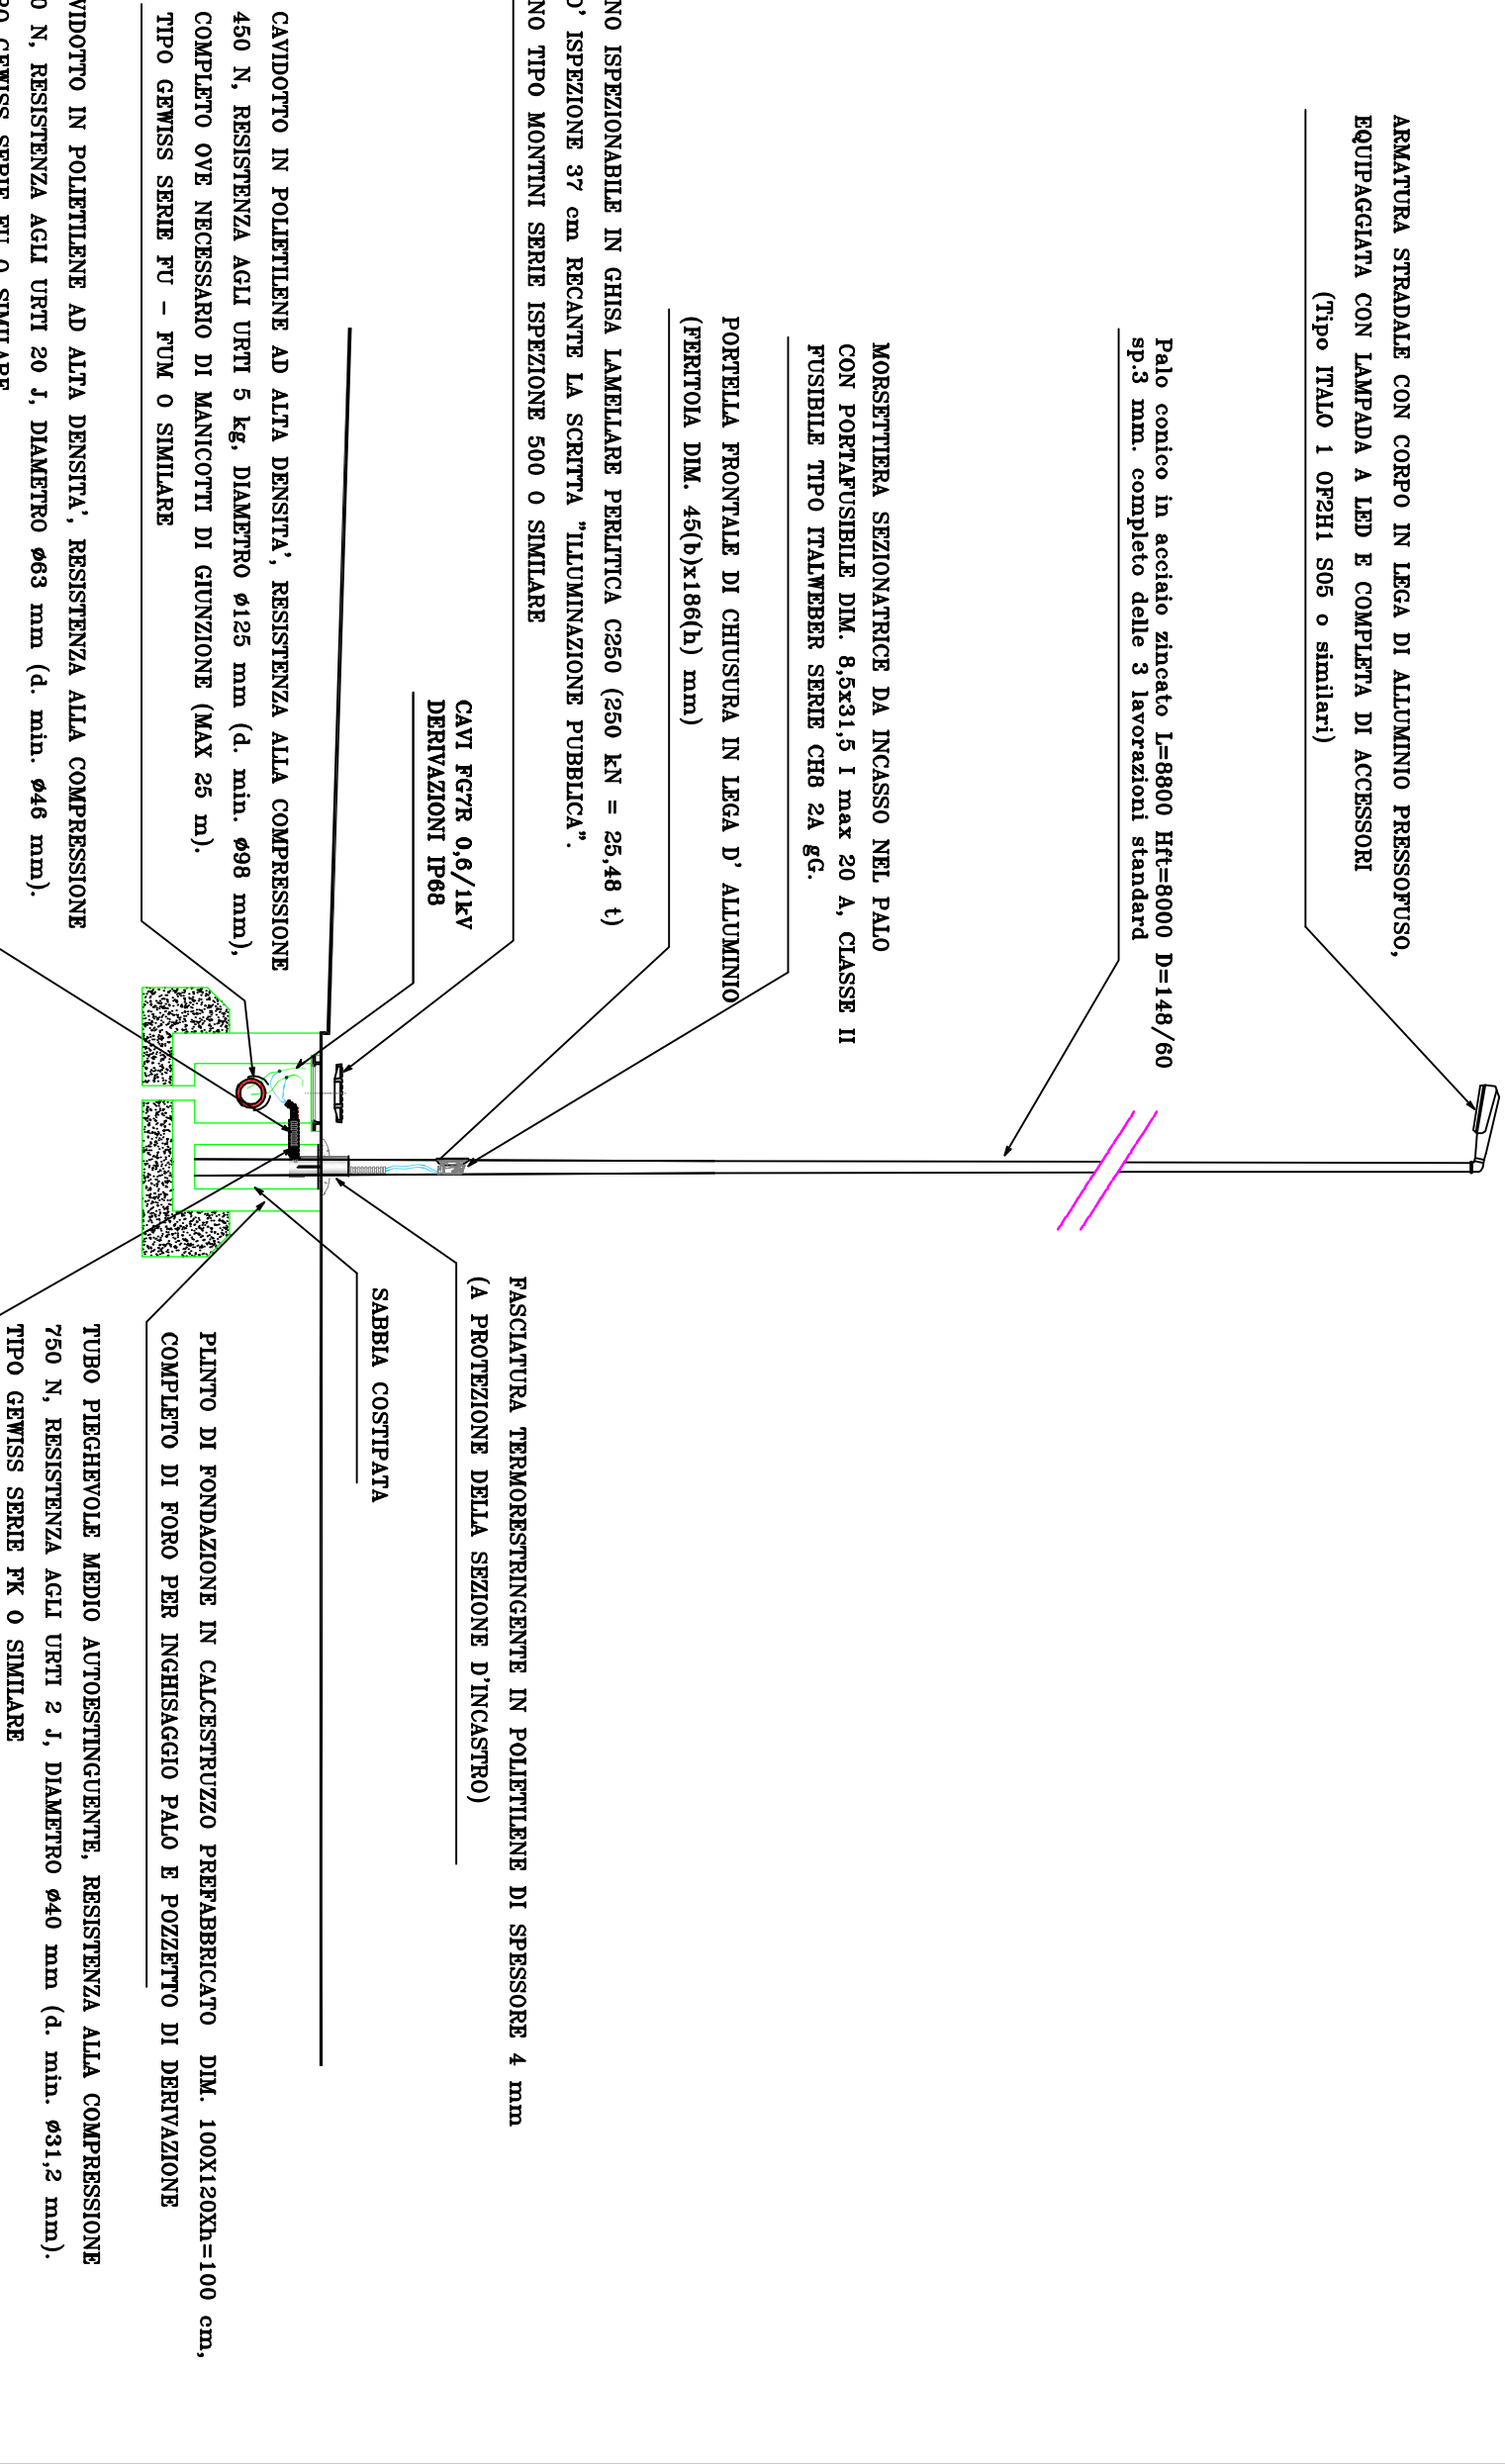 ARMATURA STRADALE CON CORPO IN LEGA DI ALLUMINIO PRESSOFUSO,
EQUIPAGGIATA CON LAMPADA A LED E COMPLETA DI ACCESSORI
(Tipo ITALO 1 0F2H1 S05 o similari)
Palo conico in acciaio zincato L=8800 Hft=8000 D=148/60
sp.3 mm. completo delle 3 lavorazioni standard
MORSETTIERA SEZIONATRICE DA INCASSO NEL PALO
CON PORTAFUSIBILE DIM. 8,5x31,5 I max 20 A, CLASSE II
FUSIBILE TIPO ITALWEBER SERIE CH8 2A gG.
PORTELLA FRONTALE DI CHIUSURA IN LEGA D' ALLUMINIO
(FERITOIA DIM. 45(b)x186(h) mm)
NO ISPEZIONABILE IN GHISA LAMELLARE PERLITICA C250 (250 kN = 25,48 t)
O' ISPEZIONE 37 cm RECANTE LA SCRITTA "ILLUMINAZIONE PUBBLICA".
NO TIPO MONTINI SERIE ISPEZIONE 500 O SIMILARE
CAVI FG7R 0,6/1kV
DERIVAZIONI IP68
CAVIDOTTO IN POLIETILENE AD ALTA DENSITA', RESISTENZA ALLA COMPRESSIONE
450 N, RESISTENZA AGLI URTI 5 kg, DIAMETRO ø125 mm (d. min. ø98 mm),
COMPLETO OVE NECESSARIO DI MANICOTTI DI GIUNZIONE (MAX 25 m).
TIPO GEWISS SERIE FU - FUM O SIMILARE
VIDOTTO IN POLIETILENE AD ALTA DENSITA', RESISTENZA ALLA COMPRESSIONE
0 N, RESISTENZA AGLI URTI 20 J, DIAMETRO ø63 mm (d. min. ø46 mm).
PO GEWISS SERIE FU O SIMILARE
FASCIATURA TERMORESTRINGENTE IN POLIETILENE DI SPESSORE 4 mm
(A PROTEZIONE DELLA SEZIONE D'INCASTRO)
SABBIA COSTIPATA
PLINTO DI FONDAZIONE IN CALCESTRUZZO PREFABBRICATO DIM. 100X120Xh=100 cm,
COMPLETO DI FORO PER INGHISAGGIO PALO E POZZETTO DI DERIVAZIONE
TUBO PIEGHEVOLE MEDIO AUTOESTINGUENTE, RESISTENZA ALLA COMPRESSIONE
750 N, RESISTENZA AGLI URTI 2 J, DIAMETRO ø40 mm (d. min. ø31,2 mm).
TIPO GEWISS SERIE FK O SIMILARE